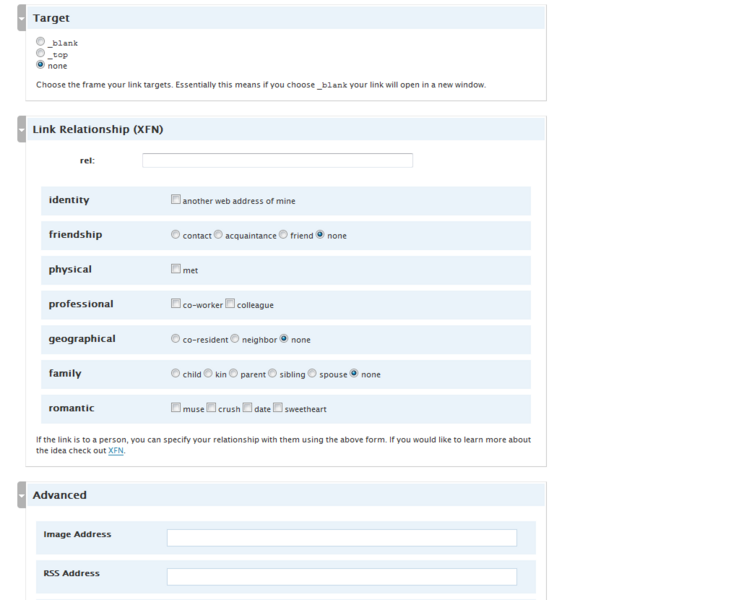 Target
_blank
_top
none
Choose the frame your link targets. Essentially this means if you choose _blank your link will open in a new window.
Link Relationship (XFN)
rel:
identity another web address of mine
friendship contact acquaintance friend none
physical met
professional co-worker colleague
geographical co-resident neighbor none
family child kin parent sibling spouse none
romantic muse crush date sweetheart
If the link is to a person, you can specify your relationship with them using the above form. If you would like to learn more about
the idea check out XFN.
Advanced
Image Address
RSS Address